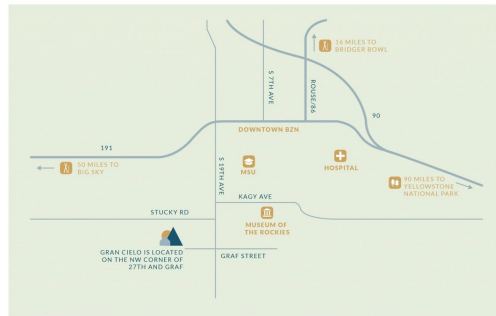 16 MILES TO
BRIDGER BOWL
S 7TH AVE
ROUSE/86
90
DOWNTOWN BZN
191
50 MILES TO
BIG SKY
S 19TH AVE
MSU
HOSPITAL
90 MILES TO
YELLOWSTONE
NATIONAL PARK
KAGY AVE
STUCKY RD
MUSEUM OF
THE ROCKIES
GRAN CIELO IS LOCATED
ON THE NW CORNER OF
27TH AND GRAF
GRAF STREET